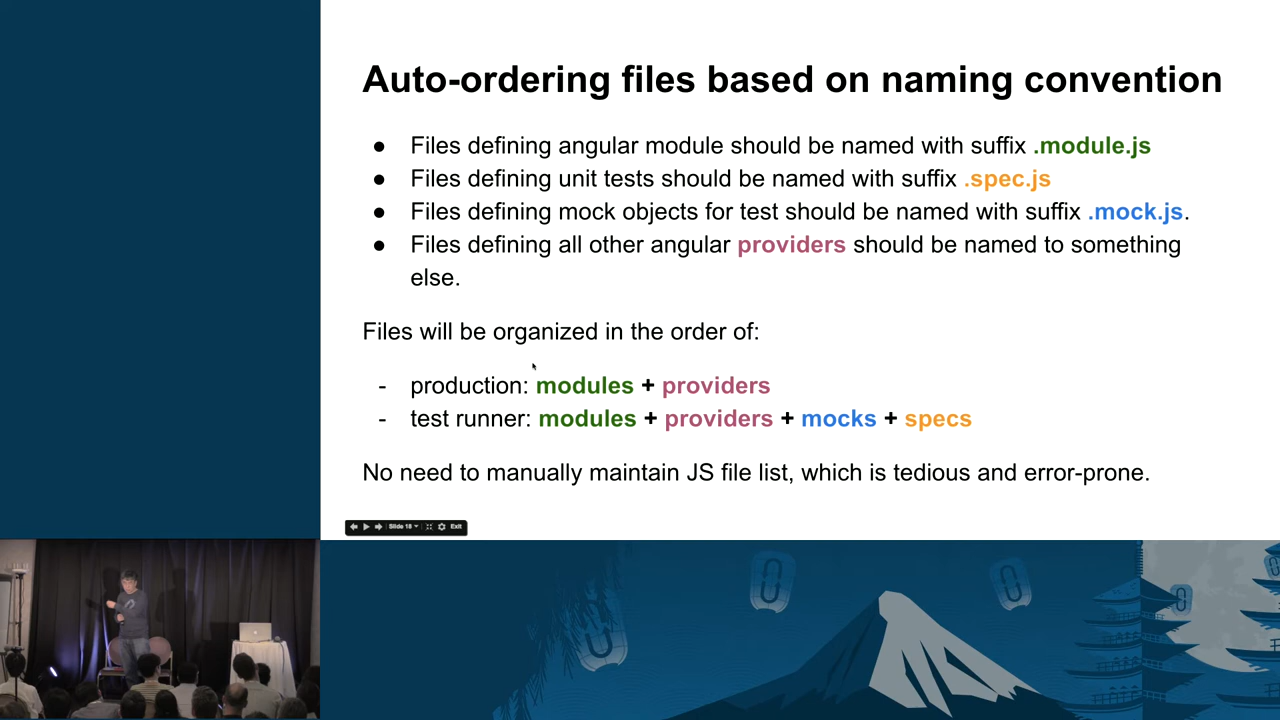 Auto-ordering files based on naming convention
● Files defining angular module should be named with suffix .module.js
● Files defining unit tests should be named with suffix .spec.js
● Files defining mock objects for test should be named with suffix .mock.js.
● Files defining all other angular providers should be named to something
else.
Files will be organized in the order of:
- production: modules + providers
- test runner: modules + providers + mocks + specs
No need to manually maintain JS file list, which is tedious and error-prone.
Slide 18
Exit